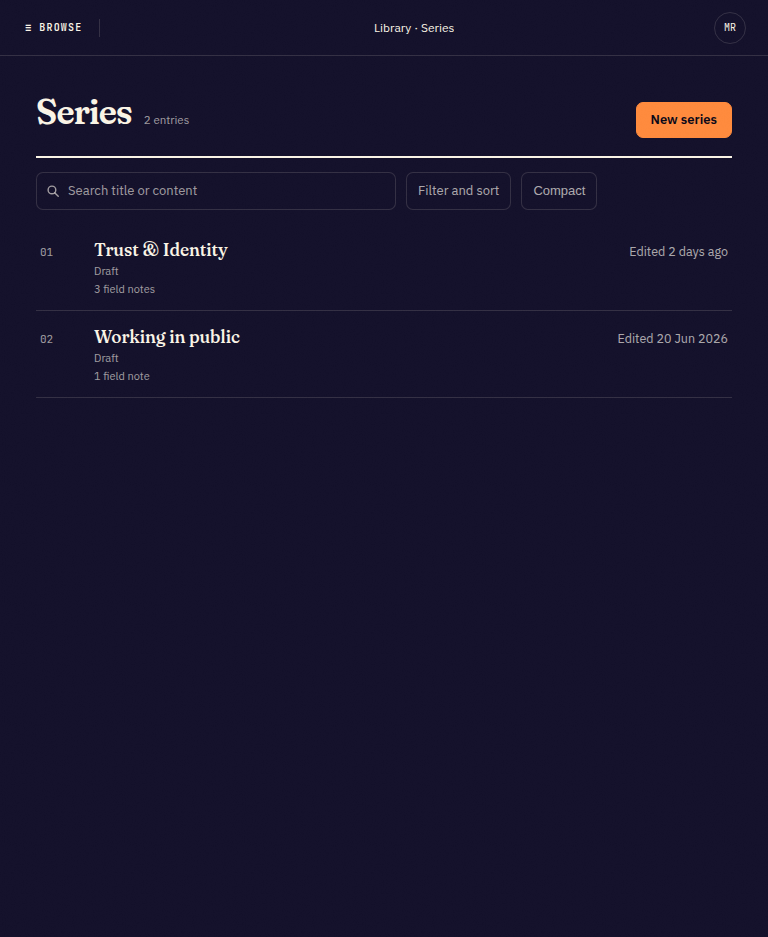 ≡ BROWSE
Library · Series
MR
Series
2 entries
New series
Search title or content
Filter and sort
Compact
01
Trust & Identity
Edited 2 days ago
Draft
3 field notes
02
Working in public
Edited 20 Jun 2026
Draft
1 field note